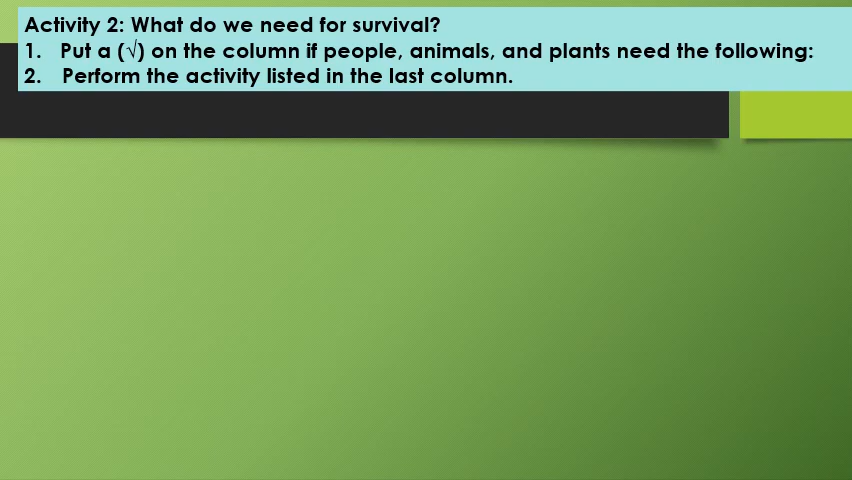 Activity 2: What do we need for survival?
1. Put a (√) on the column if people, animals, and plants need the following:
2. Perform the activity listed in the last column.